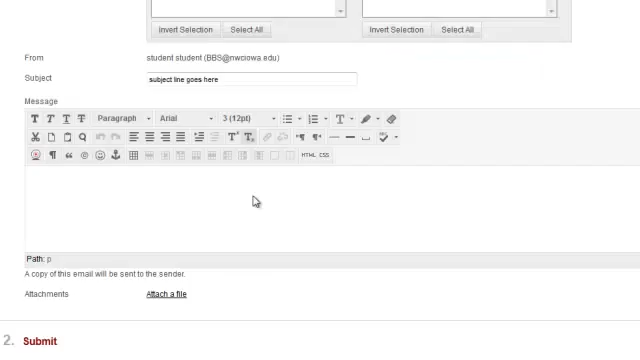 Invert Selection Select All Invert Selection Select All
From student student (BBS@nwciowa.edu)
Subject subject line goes here
Message
T T T T Paragraph Arial 3 (12pt) T
T T ABC
HTML CSS
Path: p
A copy of this email will be sent to the sender.
Attachments Attach a file
2. Submit